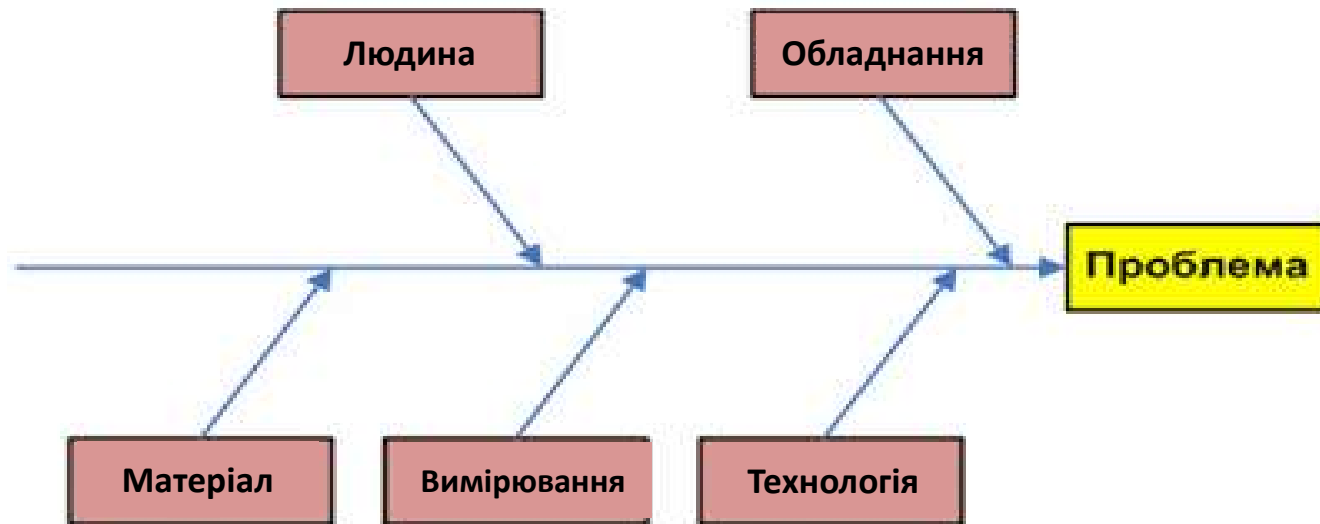 Людина
Обладнання
Проблема
Матеріал
Вимірювання
Технологія